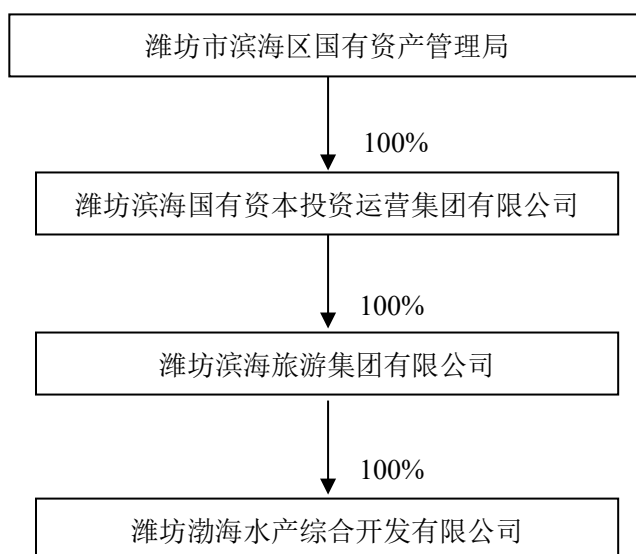 潍坊市滨海区国有资产管理局
100%
潍坊滨海国有资本投资运营集团有限公司
100%
潍坊滨海旅游集团有限公司
100%
潍坊渤海水产综合开发有限公司